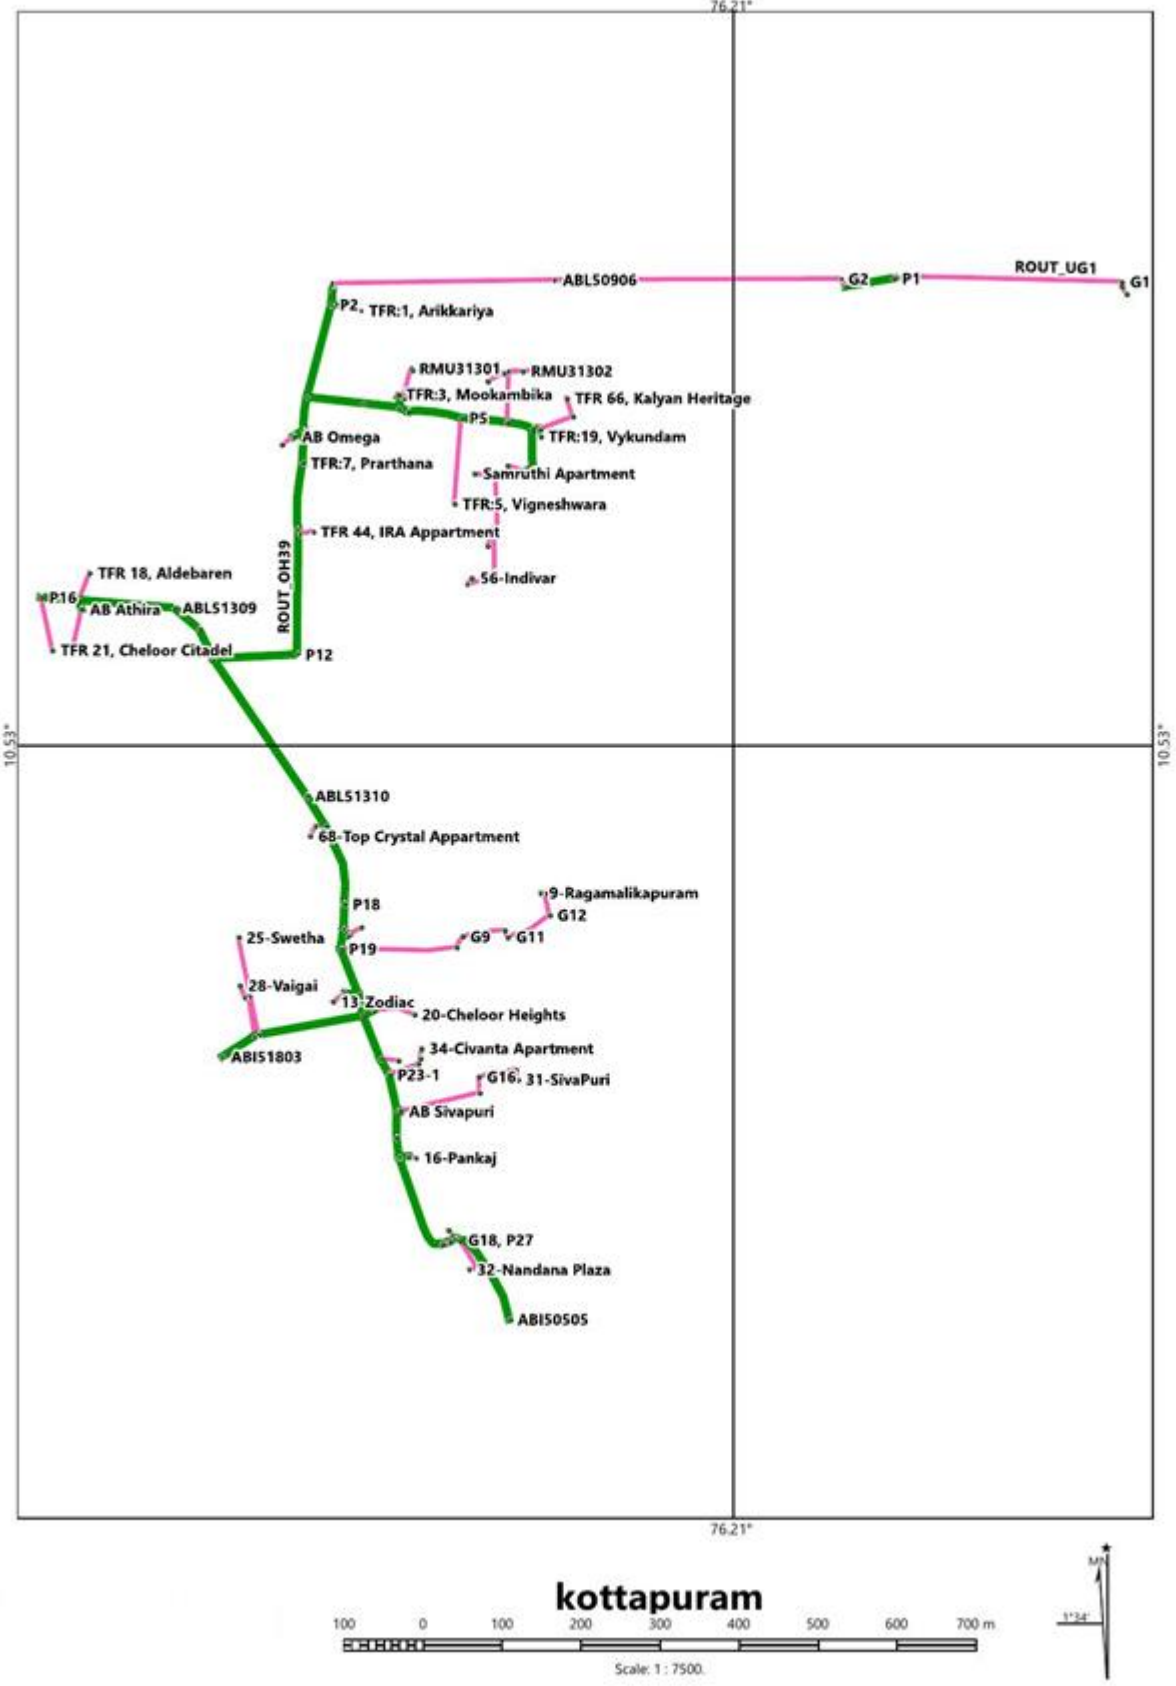 76.21°
ROUT_UG1
ABL50906
G2
P1
G1
P2
TFR:1, Arikkariya
RMU31301
RMU31302
TFR:3, Mookambika
TFR 66, Kalyan Heritage
P5
AB Omega
TFR:19, Vykundam
TFR:7, Prarthana
Samruthi Apartment
TFR:5, Vigneshwara
TFR 44, IRA Appartment
ROUT_OH39
TFR 18, Aldebaren
56-Indivar
P16
AB Athira
ABL51309
TFR 21, Cheloor Citadel
P12
10.53°
10.53°
ABL51310
68-Top Crystal Appartment
9-Ragamalikapuram
P18
G12
25-Swetha
G9
G11
P19
28-Vaigai
13-Zodiac
20-Cheloor Heights
34-Civanta Apartment
ABI51803
P23-1
G16
31-SivaPuri
AB Sivapuri
16-Pankaj
G18, P27
32-Nandana Plaza
ABI50505
76.21°
MN
kottapuram
1°34'
100 0 100 200 300 400 500 600 700 m
Scale: 1 : 7500.